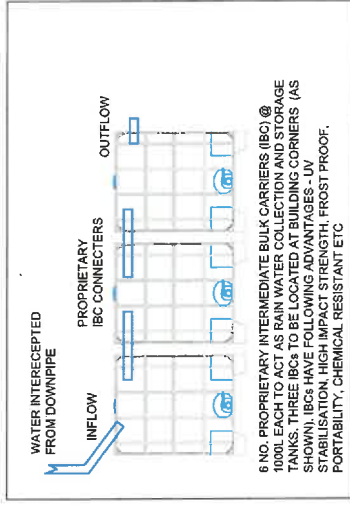 WATER INTERECEPTED
FROM DOWNPIPE
INFLOW
PROPRIETARY
IBC CONNECTERS
OUTFLOW
6 NO. PROPRIETARY INTERMEDIATE BULK CARRIERS (IBC) @
1000L EACH TO ACT AS RAIN WATER COLLECTION AND STORAGE
TANKS. THREE IBCs TO BE LOCATED AT BUILDING CORNERS (AS
SHOWN). IBCs HAVE FOLLOWING ADVANTAGES - UV
STABILISATION, HIGH IMPACT STRENGTH, FROST PROOF,
PORTABILITY, CHEMICAL RESISTANT ETC